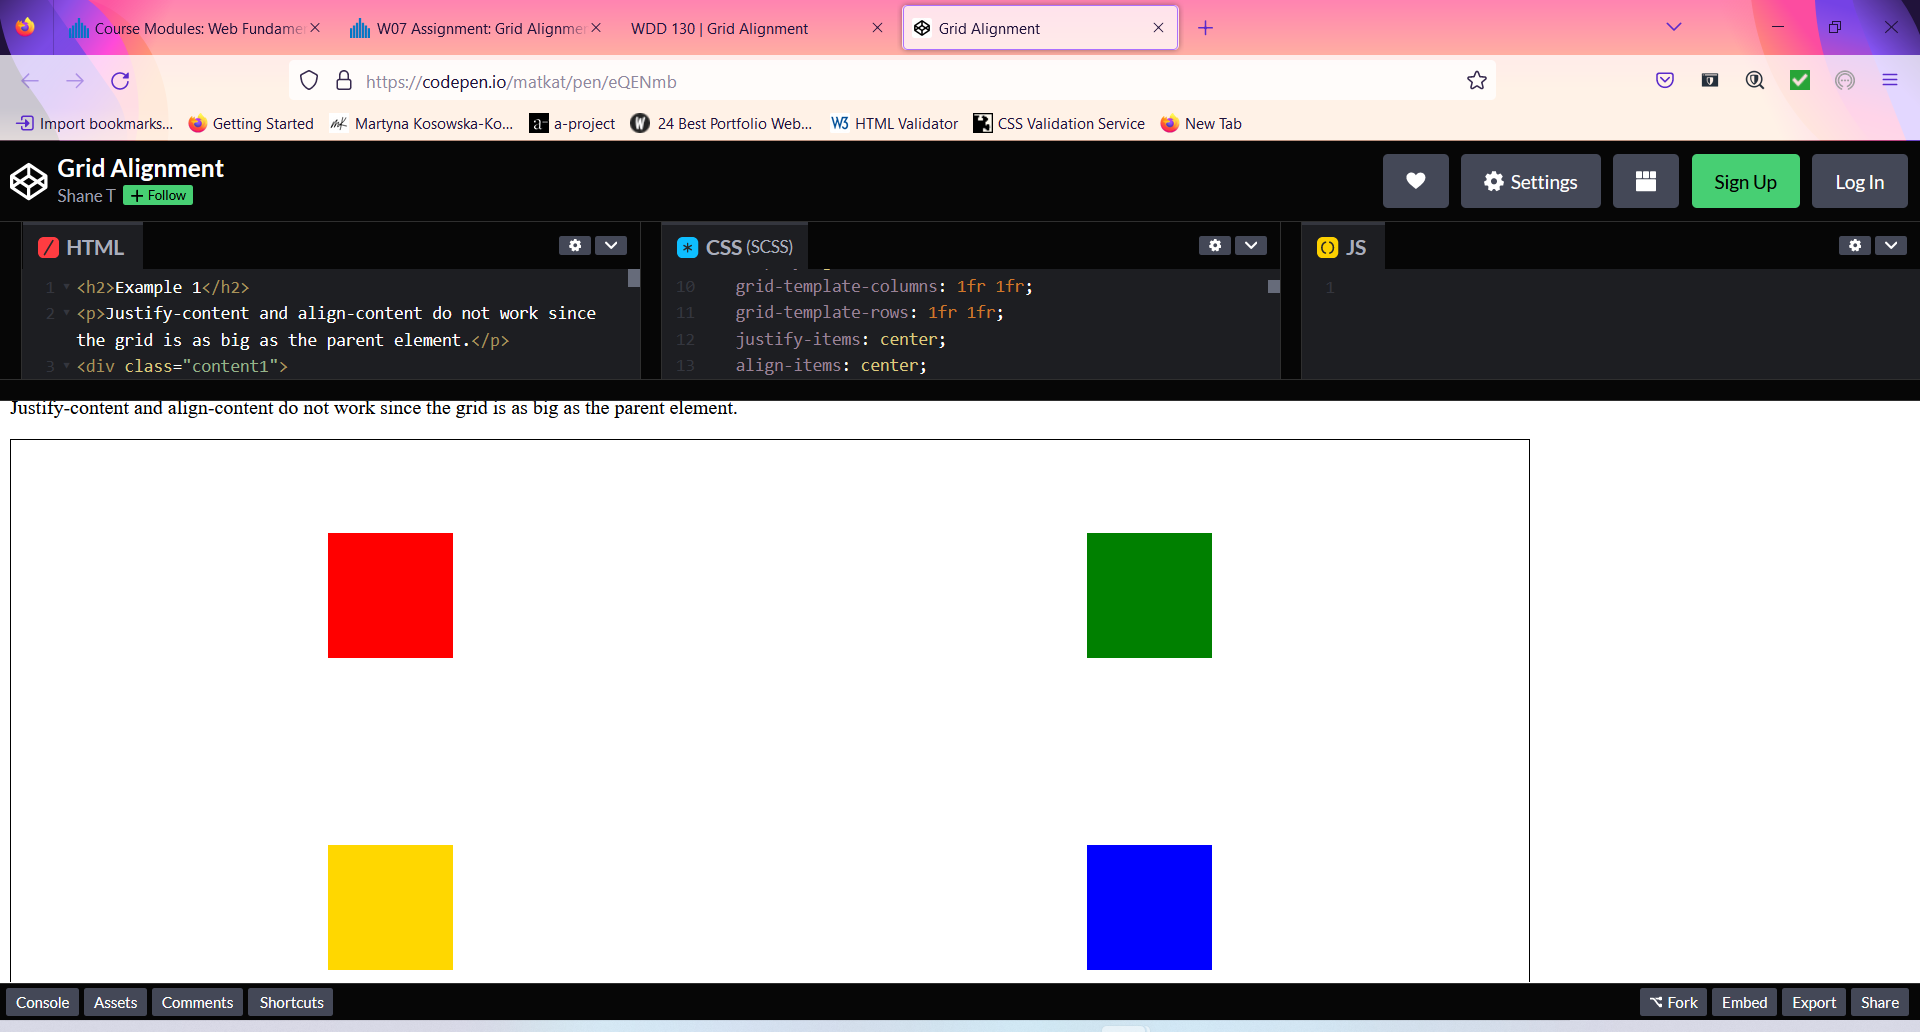 Course Modules: Web Fundame
W07 Assignment: Grid Alignme
WDD 130 | Grid Alignment
Grid Alignment
https://codepen.io/matkat/pen/eQENmb
Import bookmarks...
Getting Started
Martyna Kosowska-Ko...
a-project
24 Best Portfolio Web...
HTML Validator
CSS Validation Service
New Tab
Grid Alignment
Shane T
+ Follow
Settings
Sign Up
Log In
HTML
1 <h2>Example 1</h2>
2 <p>Justify-content and align-content do not work since
the grid is as big as the parent element.</p>
3 <div class="content1">
CSS (SCSS)
10 grid-template-columns: 1fr 1fr;
11 grid-template-rows: 1fr 1fr;
12 justify-items: center;
13 align-items: center;
JS
1
Justify-content and align-content do not work since the grid is as big as the parent element.
Console
Assets
Comments
Shortcuts
Fork
Embed
Export
Share